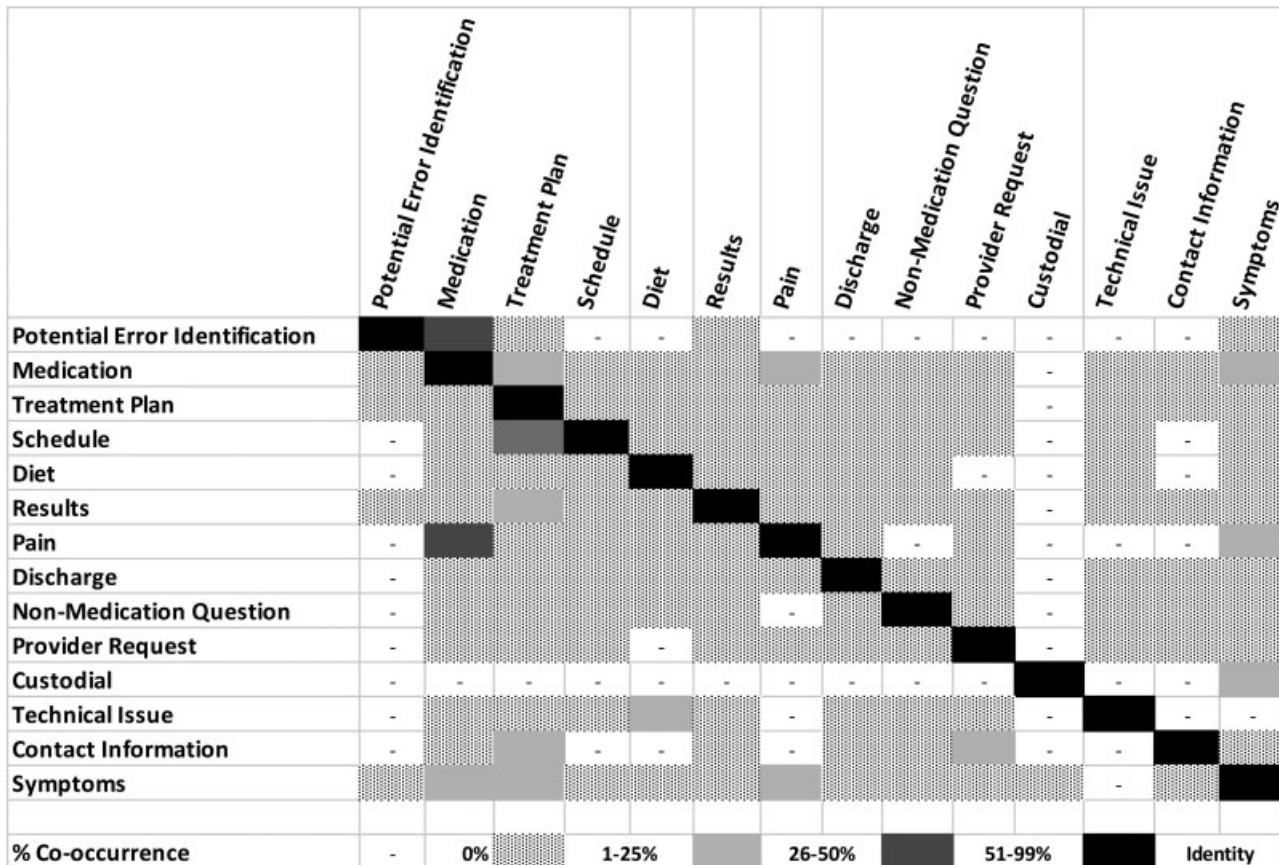 Potential Error Identification
Medication
Treatment Plan
Schedule
Diet
Results
Pain
Discharge
Non-Medication Question
Provider Request
Custodial
Technical Issue
Contact Information
Symptoms
Potential Error Identification - - - - - - - - -
Medication -
Treatment Plan -
Schedule - - -
Diet - - - -
Results -
Pain - - - - -
Discharge - -
Non-Medication Question - - -
Provider Request - - -
Custodial - - - - - - - - - - - -
Technical Issue - - - - -
Contact Information - - - - - -
Symptoms -
% Co-occurrence - 0% 1-25% 26-50% 51-99% Identity